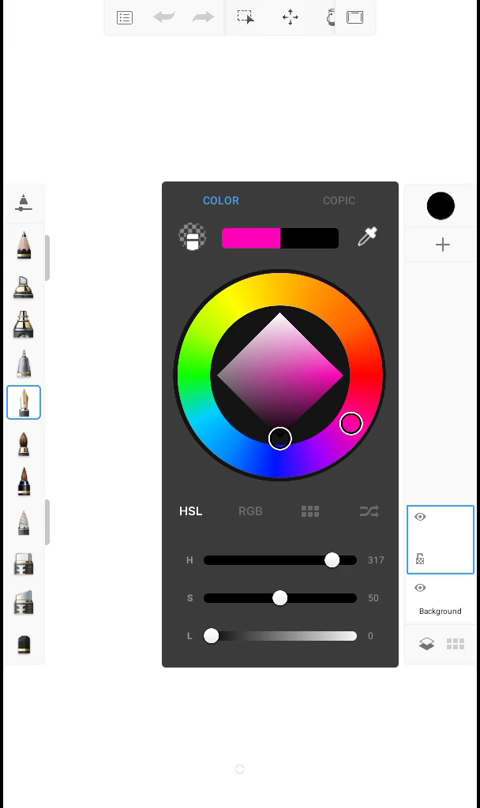 COLOR COPIC
HSL RGB
H 317
S 50
L 0
Background